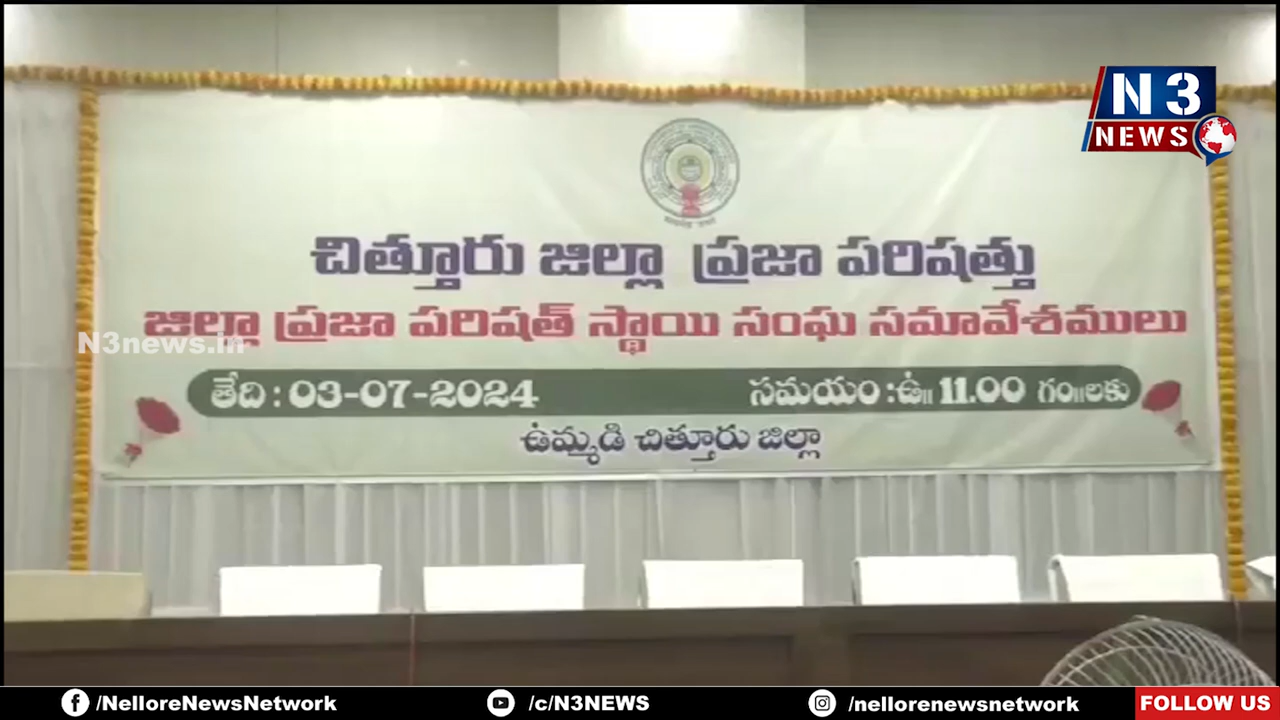 N3
NEWS
చిత్తూరు జిల్లా ప్రజా పరిషత్తు
జిల్లా ప్రజా పరిషత్ స్థాయి సంఘ సమావేశములు
N3news.in
తేది : 03-07-2024 సమయం :ఉ॥ 11.00 గం॥లకు
ఉమ్మడి చిత్తూరు జిల్లా
/NelloreNewsNetwork /c/N3NEWS /nellorenewsnetwork FOLLOW US